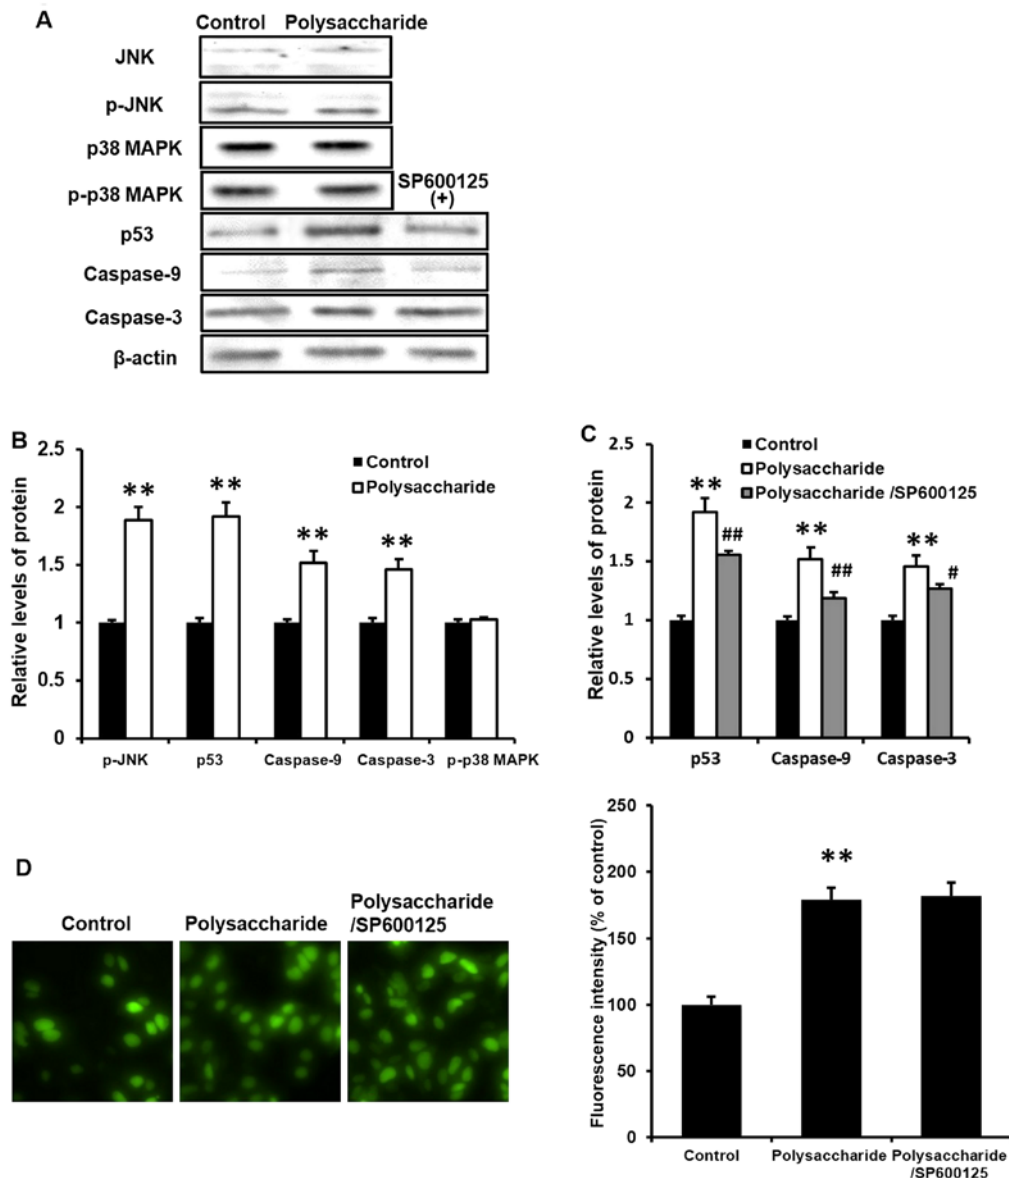 A
Control Polysaccharide
JNK
p-JNK
p38 MAPK
p-p38 MAPK
SP600125
(+)
p53
Caspase-9
Caspase-3
β-actin
B
Relative levels of protein
2.5
2
1.5
1
0.5
0
Control
Polysaccharide
**
**
**
**
p-JNK p53 Caspase-9 Caspase-3 p-p38 MAPK
C
Relative levels of protein
2.5
2
1.5
1
0.5
0
Control
Polysaccharide
Polysaccharide /SP600125
**
##
**
##
**
#
p53 Caspase-9 Caspase-3
D
Control Polysaccharide
Polysaccharide
/SP600125
Fluorescence intensity (% of control)
250
200
150
100
50
0
**
Control Polysaccharide Polysaccharide
/SP600125